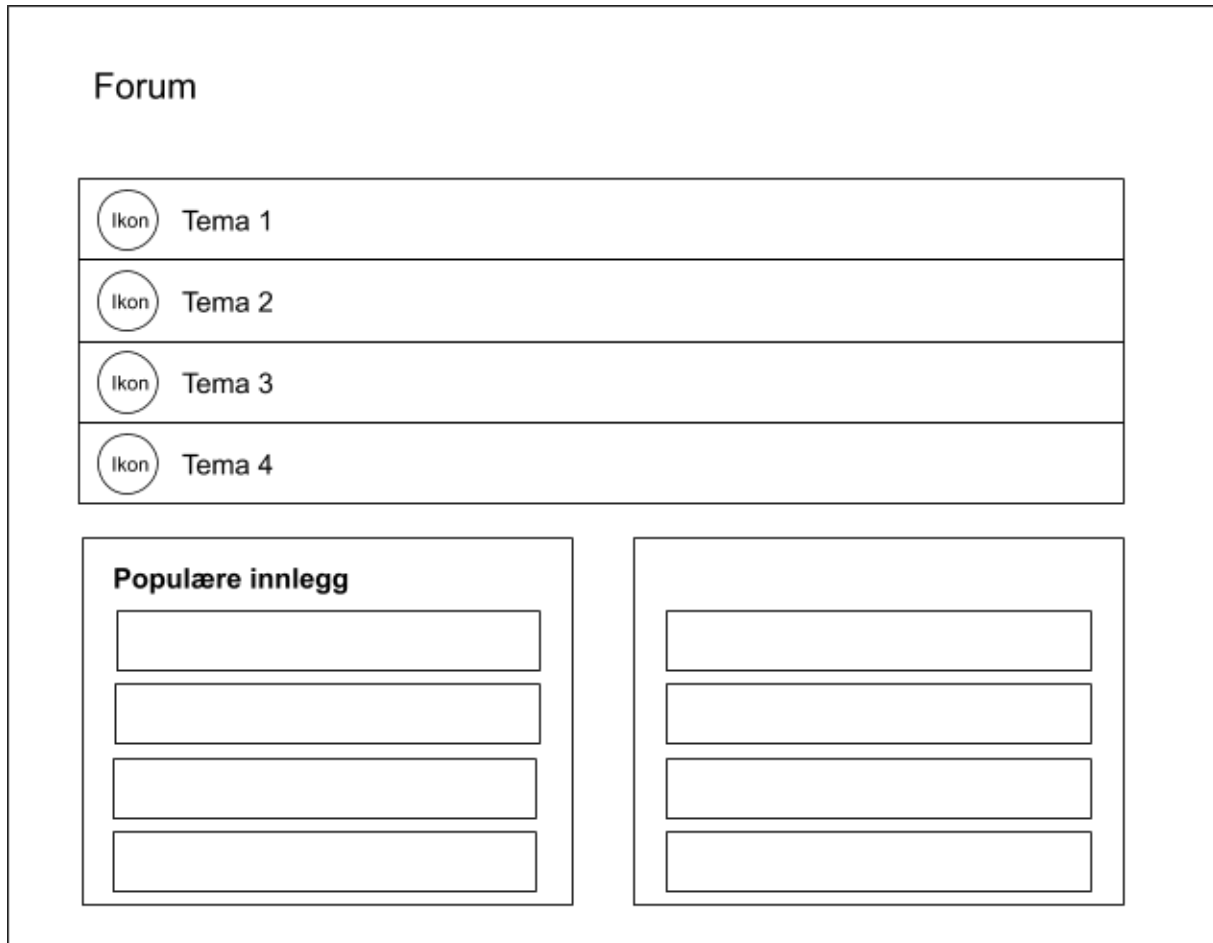 Forum
Ikon Tema 1
Ikon Tema 2
Ikon Tema 3
Ikon Tema 4
Populære innlegg